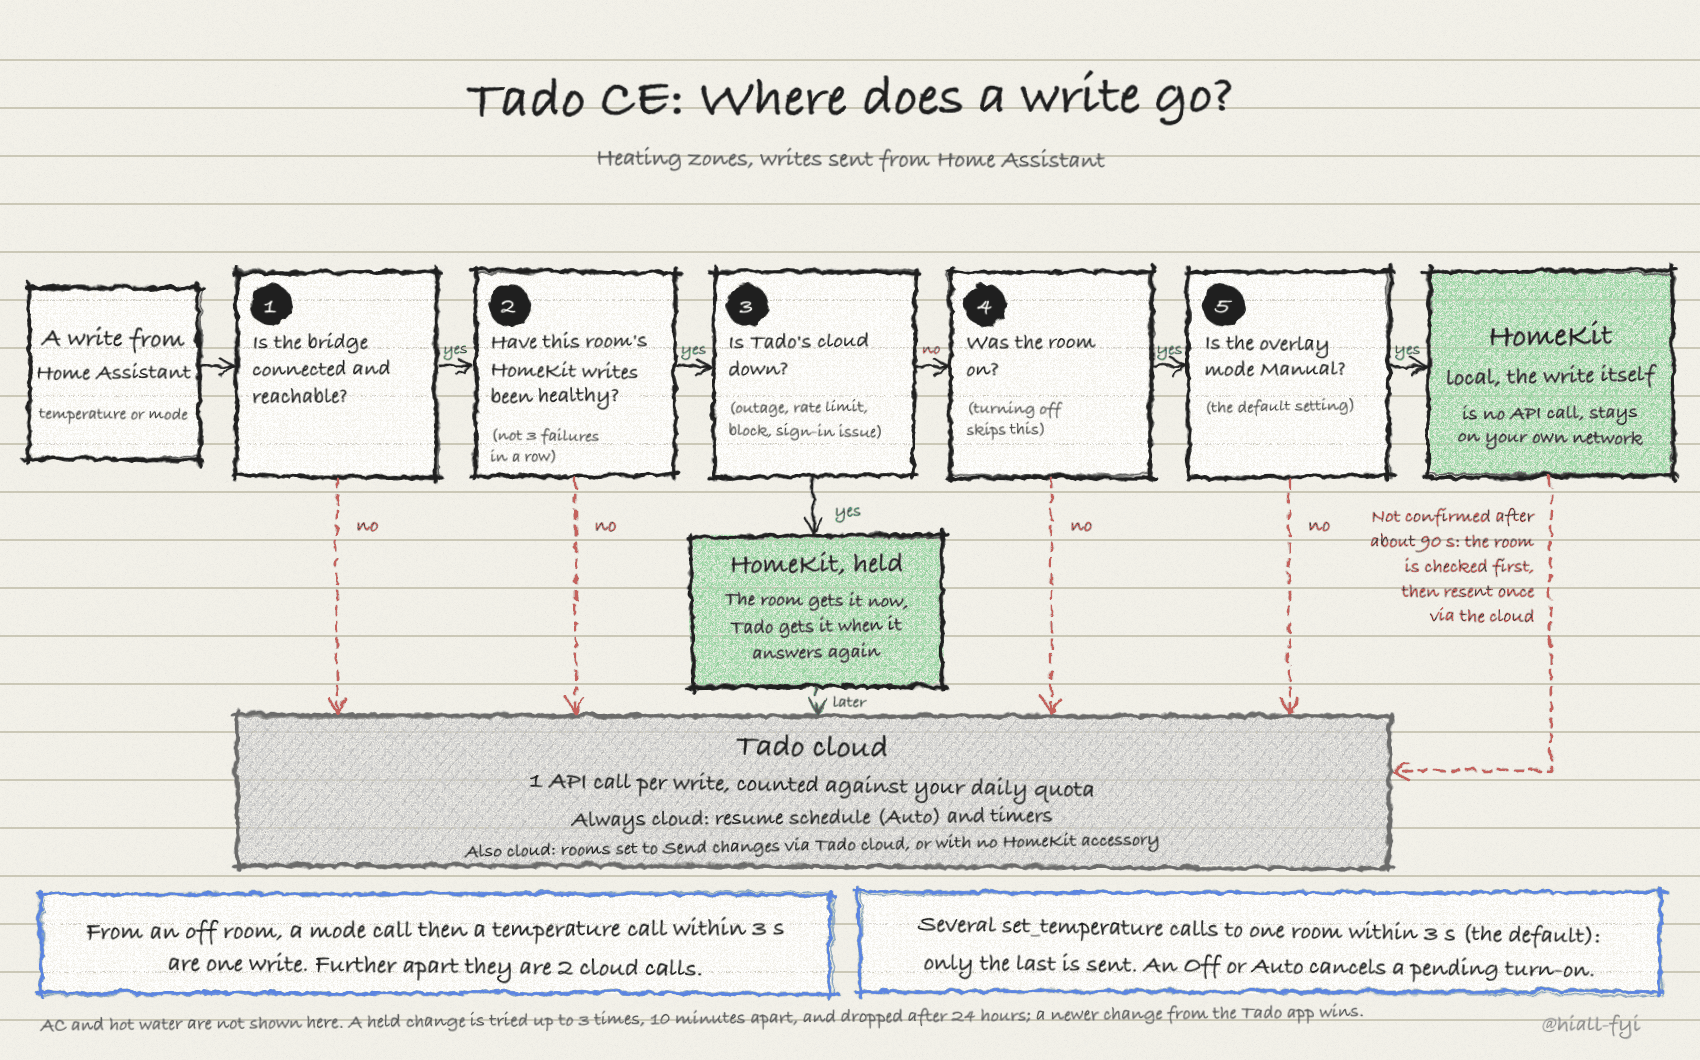 Tado CE: Where does a write go?
Heating zones, writes sent from Home Assistant
A write from
Home Assistant
temperature or mode
1
Is the bridge
connected and
reachable?
yes
2
Have this room's
HomeKit writes
been healthy?
(not 3 failures
in a row)
yes
3
Is Tado's cloud
down?
(outage, rate limit,
block, sign-in issue)
no
4
Was the room
on?
(turning off
skips this)
yes
5
Is the overlay
mode Manual?
(the default setting)
yes
HomeKit
local, the write itself
is no API call, stays
on your own network
no
no
yes
no
no
Not confirmed after
about 90 s: the room
is checked first,
then resent once
via the cloud
HomeKit, held
The room gets it now,
Tado gets it when it
answers again
later
Tado cloud
1 API call per write, counted against your daily quota
Always cloud: resume schedule (Auto) and timers
Also cloud: rooms set to Send changes via Tado cloud, or with no HomeKit accessory
From an off room, a mode call then a temperature call within 3 s
are one write. Further apart they are 2 cloud calls.
Several set_temperature calls to one room within 3 s (the default):
only the last is sent. An Off or Auto cancels a pending turn-on.
AC and hot water are not shown here. A held change is tried up to 3 times, 10 minutes apart, and dropped after 24 hours; a newer change from the Tado app wins.
@hiall-fyi